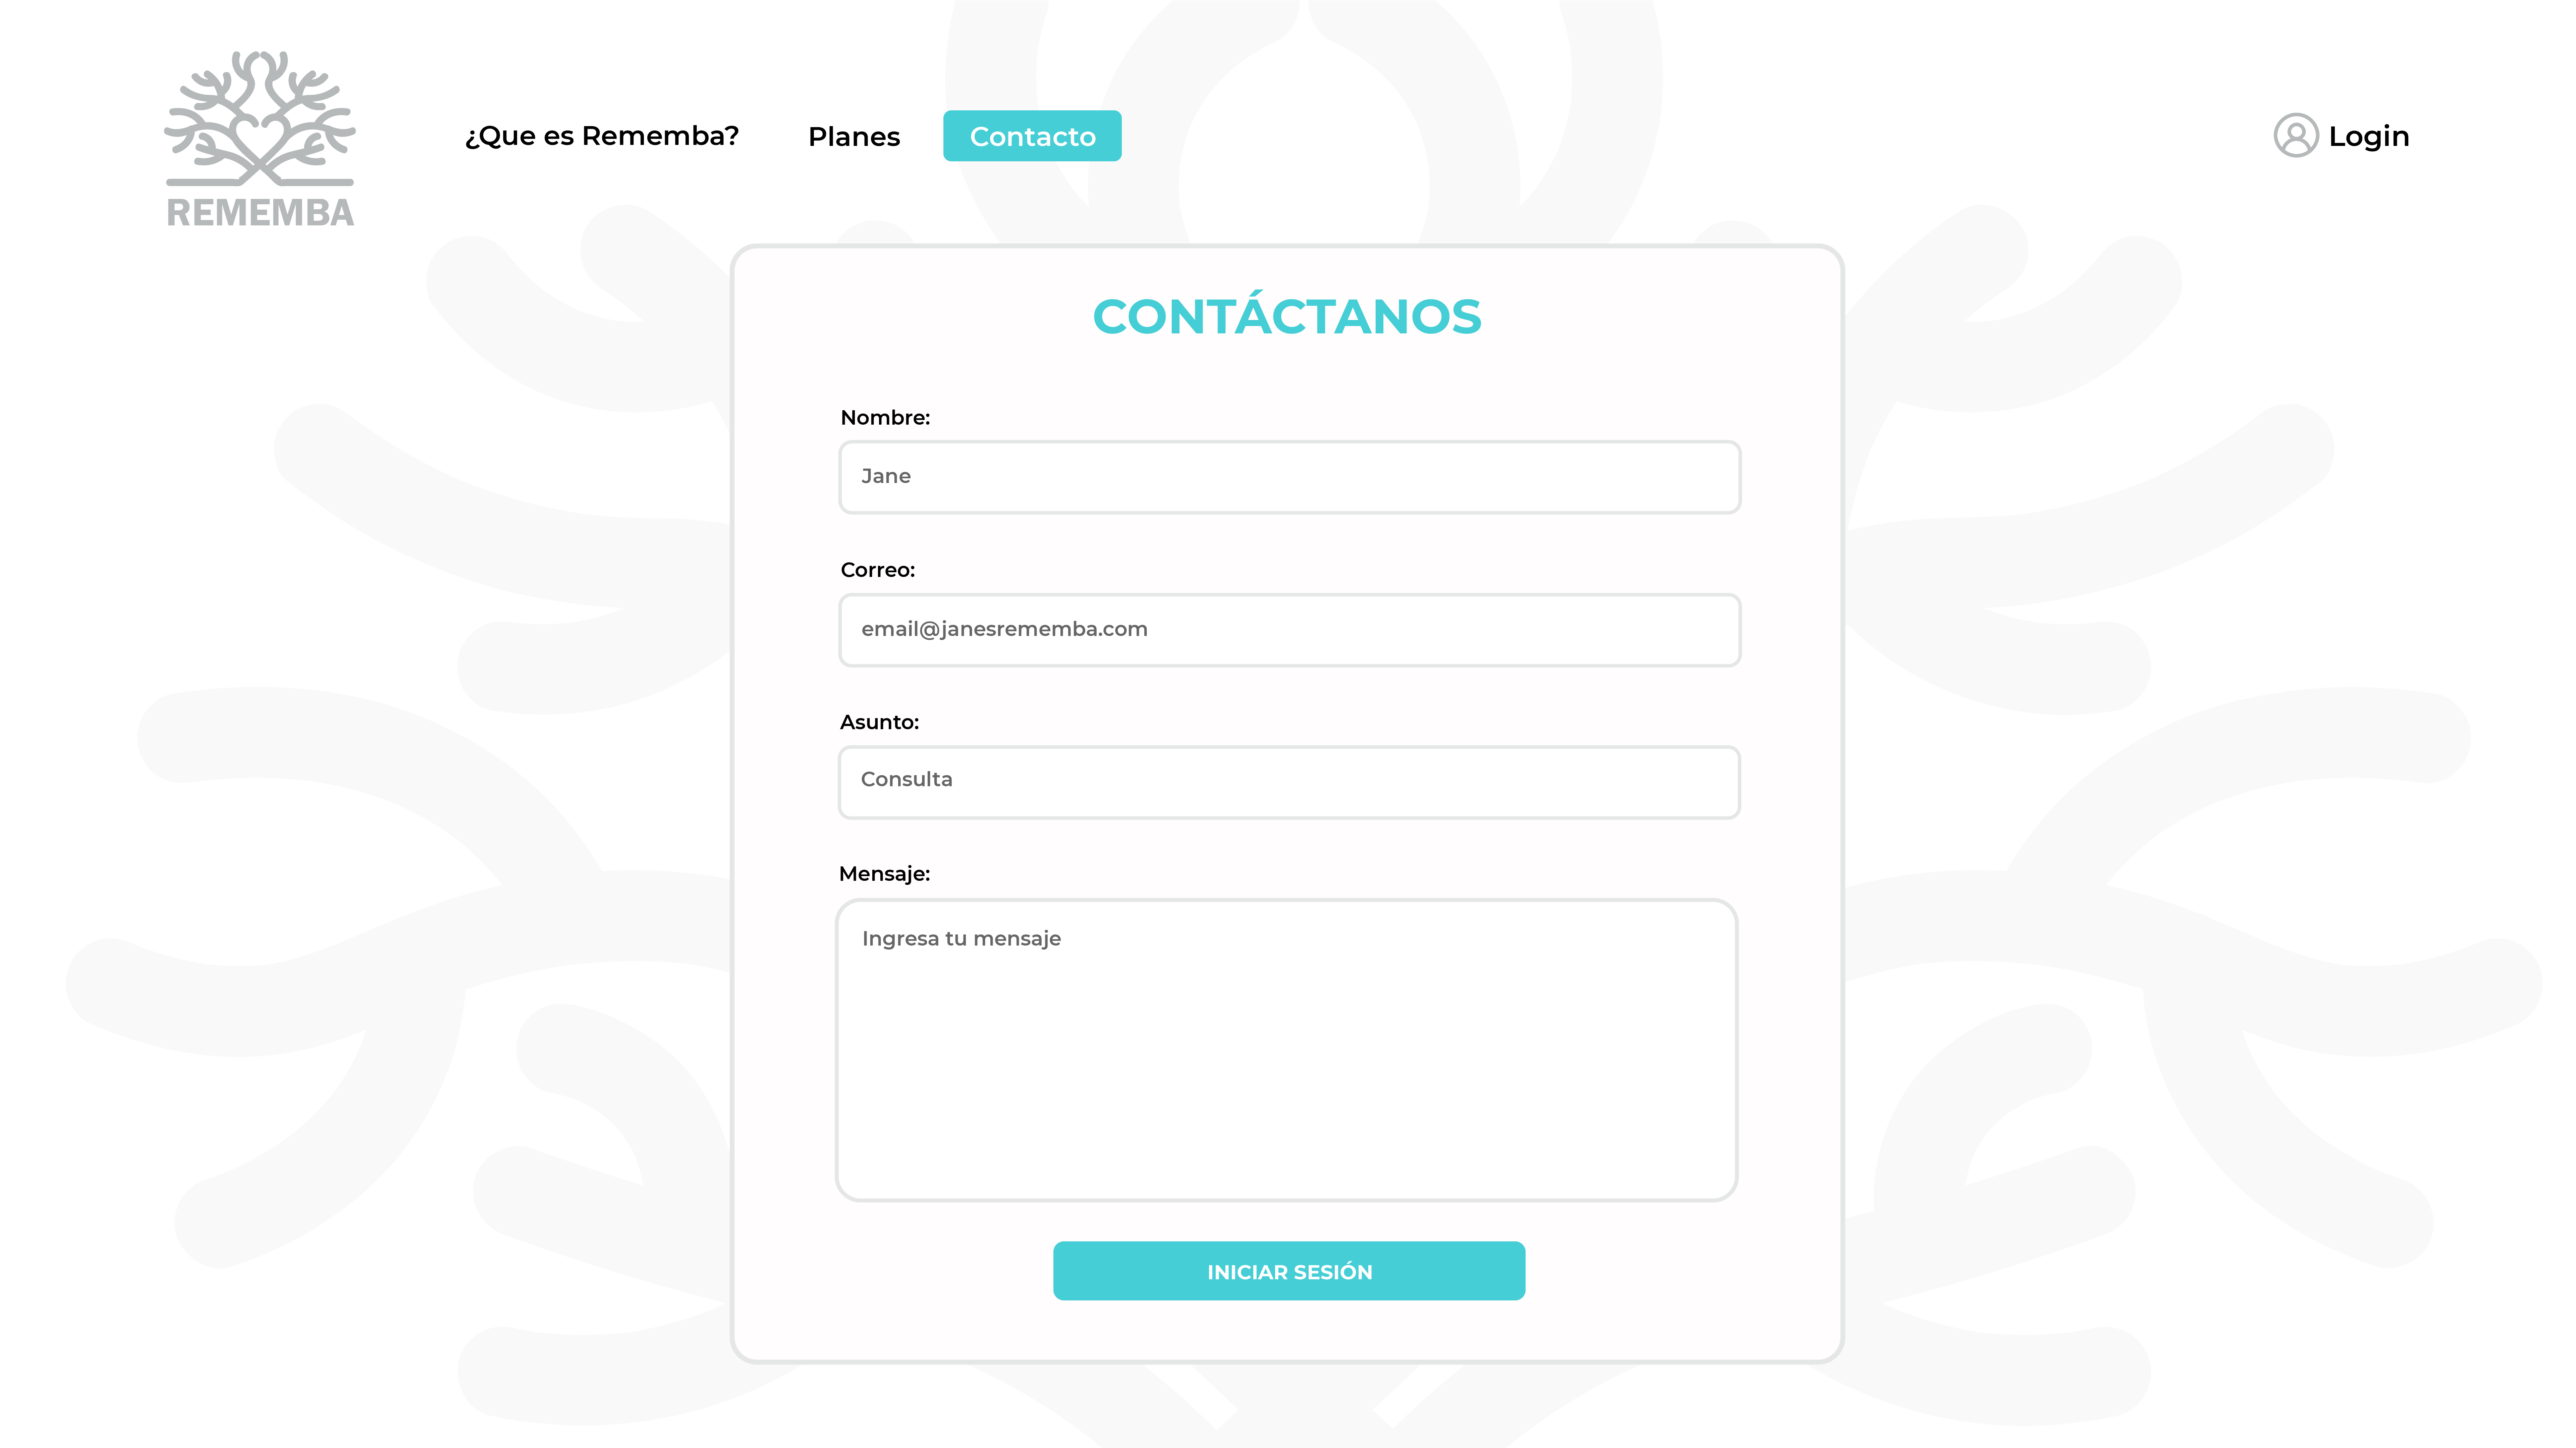 REMEMBA
¿Que es Rememba?
Planes
Contacto
Login
CONTÁCTANOS
Nombre:
Jane
Correo:
email@janesrememba.com
Asunto:
Consulta
Mensaje:
Ingresa tu mensaje
INICIAR SESIÓN